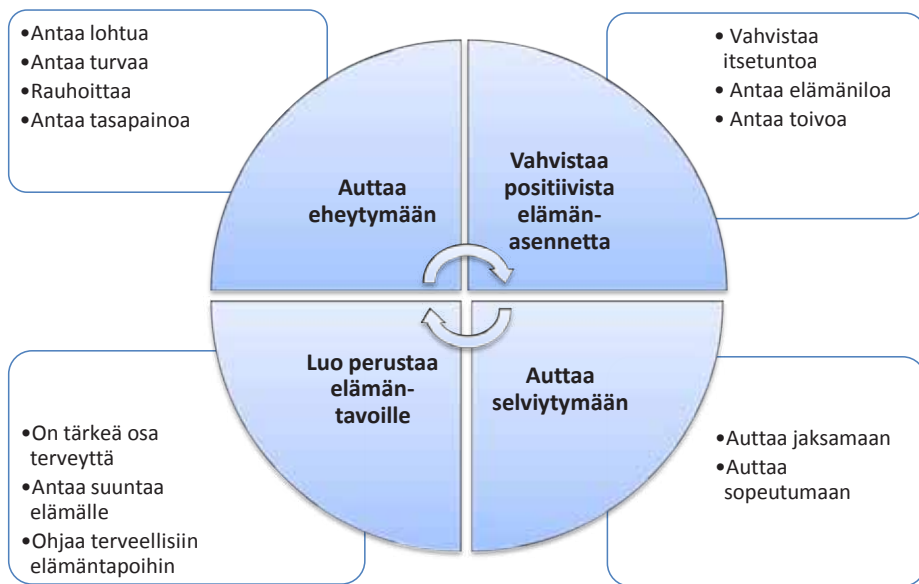 •Antaa lohtua
•Antaa turvaa
•Rauhoittaa
•Antaa tasapainoa
• Vahvistaa
itsetuntoa
• Antaa elämäniloa
• Antaa toivoa
Auttaa
eheytymään
Vahvistaa
positiivista
elämän-
asennetta
Luo perustaa
elämän-
tavoille
Auttaa
selviytymään
•On tärkeä osa
terveyttä
•Antaa suuntaa
elämälle
•Ohjaa terveellisiin
elämäntapoihin
•Auttaa jaksamaan
•Auttaa
sopeutumaan